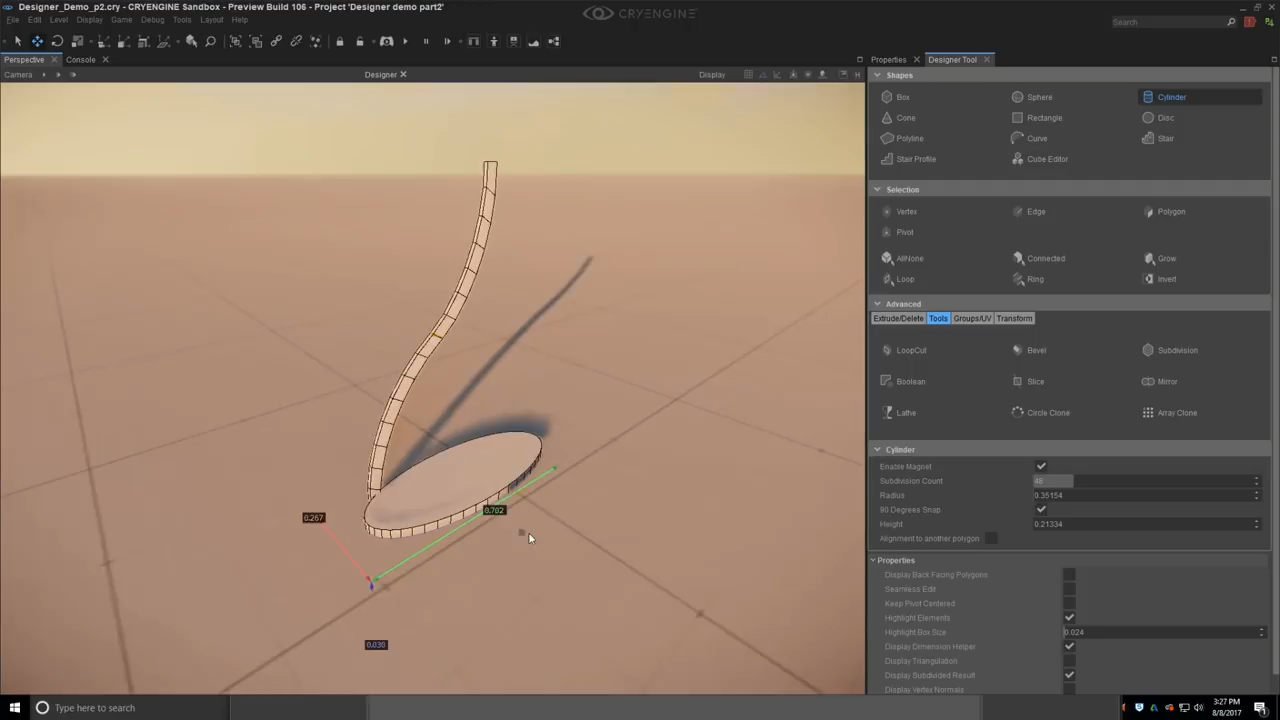 Designer_Demo_p2.cry - CRYENGINE Sandbox - Preview Build 106 - Project 'Designer demo part2'
CRYENGINE
File Edit Level Display Game Debug Tools Layout Help
Search
Perspective Console
Properties Designer Tool
Camera Designer Display H
Shapes
Box Sphere Cylinder
Cone Rectangle Disc
Polyline Curve Stair
Stair Profile Cube Editor
Selection
Vertex Edge Polygon
Pivot
AllNone Connected Grow
Loop Ring Invert
Advanced
Extrude/Delete Tools Groups/UV Transform
LoopCut Bevel Subdivision
Boolean Slice Mirror
Lathe Circle Clone Array Clone
Cylinder
Enable Magnet
Subdivision Count 48
Radius 0.35154
90 Degrees Snap
Height 0.21334
Alignment to another polygon
Properties
Display Back Facing Polygons
Seamless Edit
Keep Pivot Centered
Highlight Elements
Highlight Box Size 0.024
Display Dimension Helper
Display Triangulation
Display Subdivided Result
Display Vertex Normals
0.267
0.702
0.030
Type here to search
3:27 PM
8/8/2017